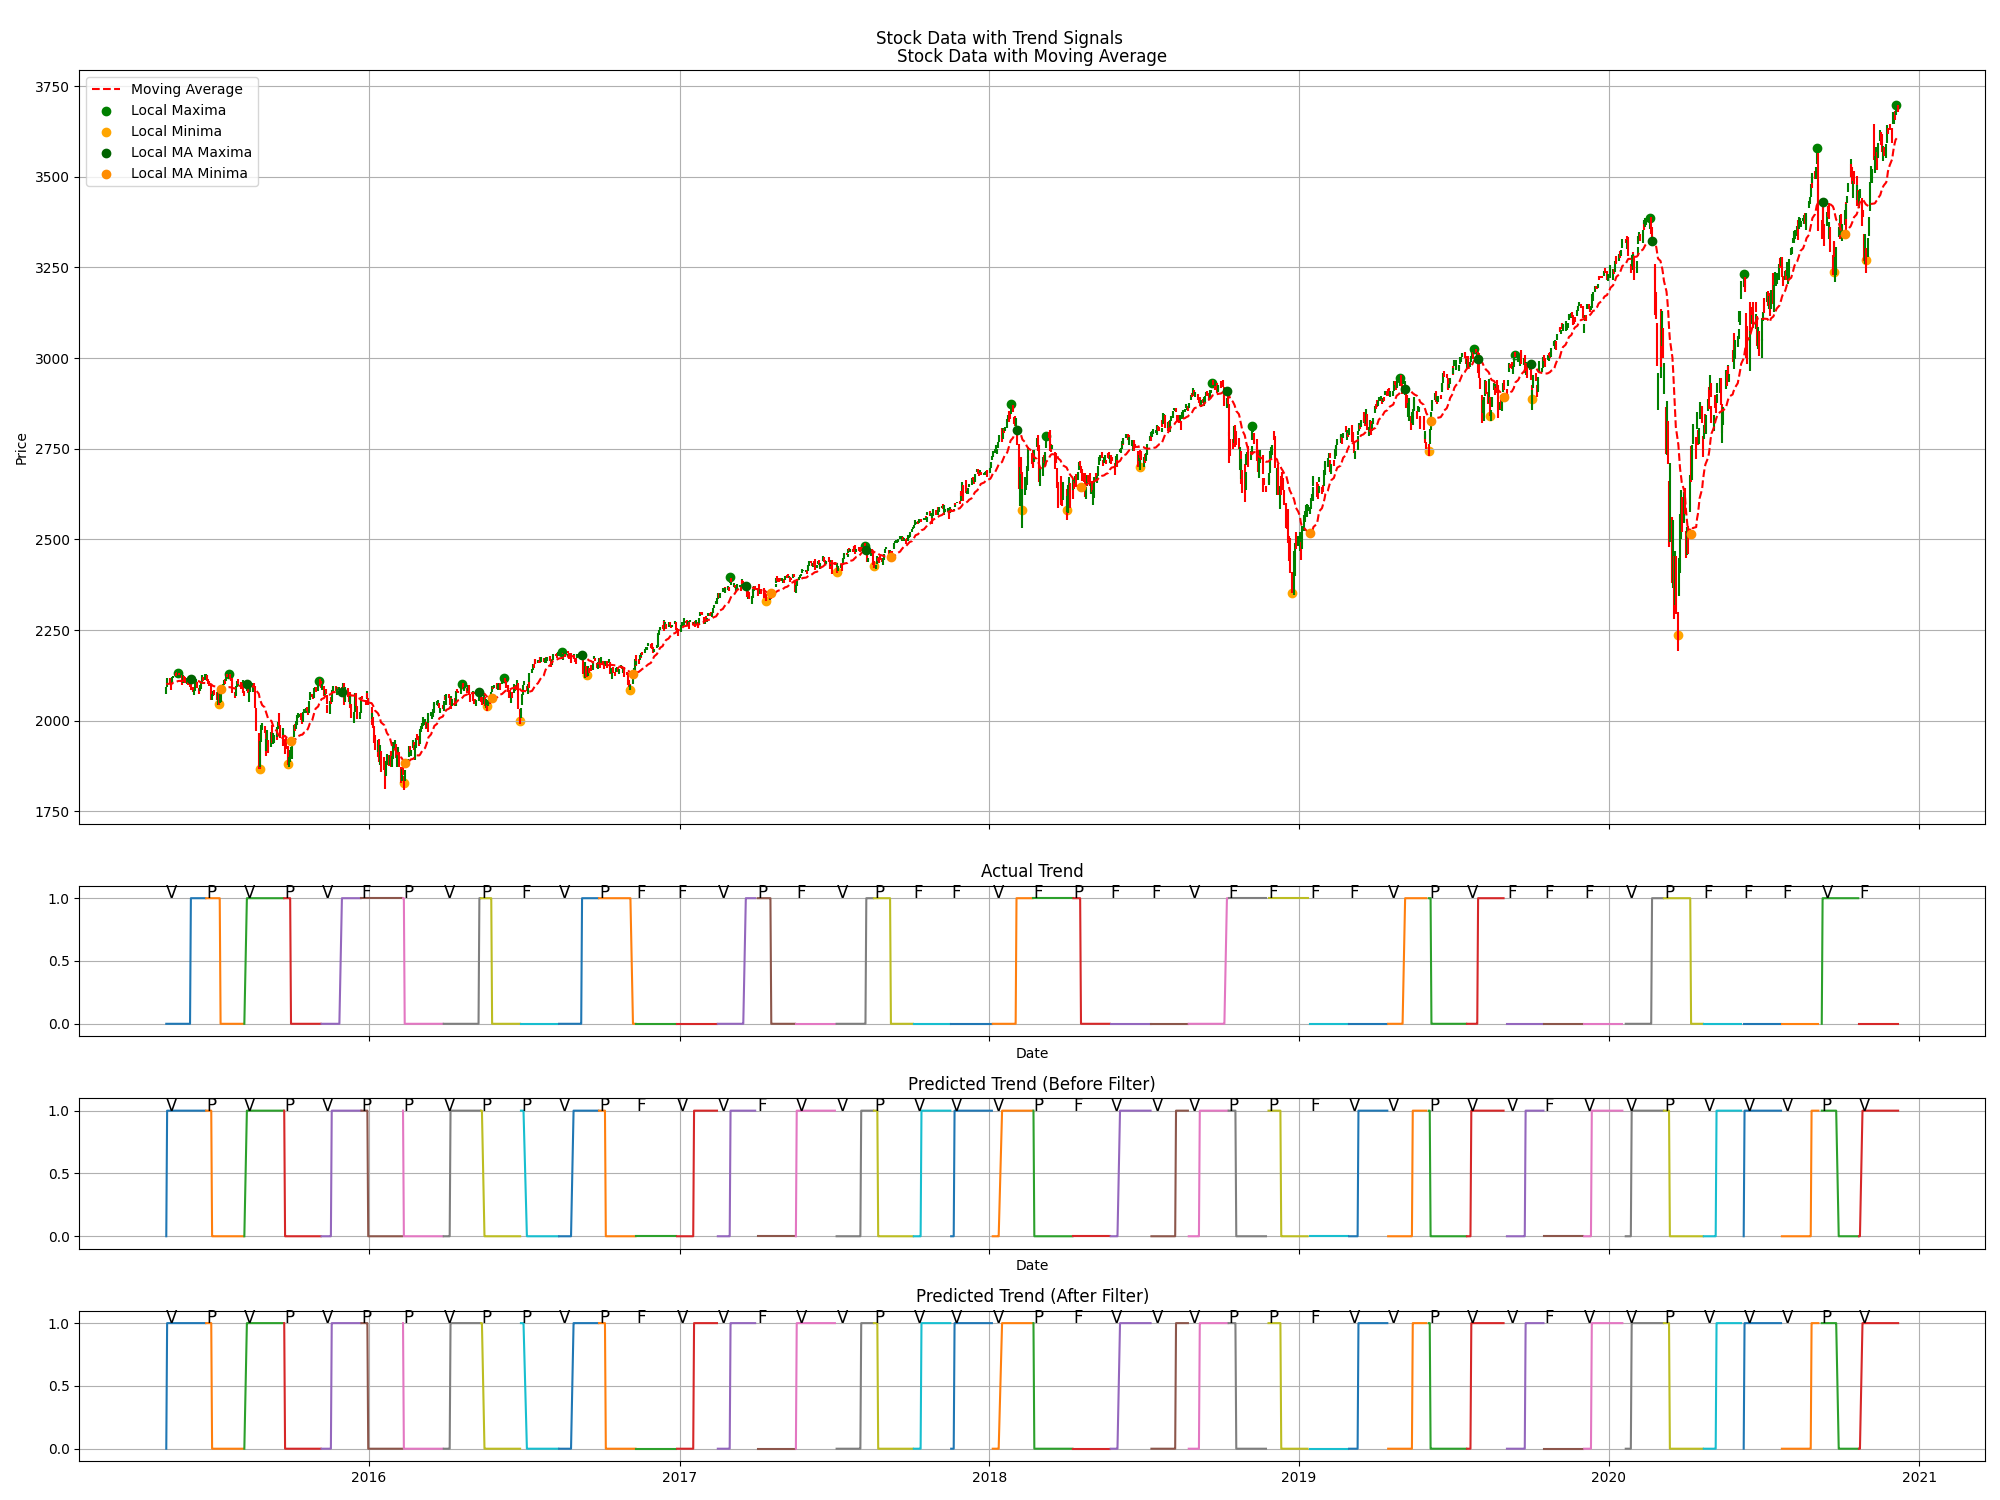 Stock Data with Trend Signals
Stock Data with Moving Average
3750
3500
3250
3000
2750
2500
2250
2000
1750
Price
Moving Average
Local Maxima
Local Minima
Local MA Maxima
Local MA Minima
Actual Trend
V P V P V F P V P F V P F F V P F V P F F V F P F F V F F F F V P V F F F V P F F F V F
1.0
0.5
0.0
Date
Predicted Trend (Before Filter)
V P V P V P P V P P V P F V V F V V P V V V P F V V V P P F V V P V V F V V P V V V P V
1.0
0.5
0.0
Date
Predicted Trend (After Filter)
V P V P V P P V P P V P F V V F V V P V V V P F V V V P P F V V P V V F V V P V V V P V
1.0
0.5
0.0
2016 2017 2018 2019 2020 2021